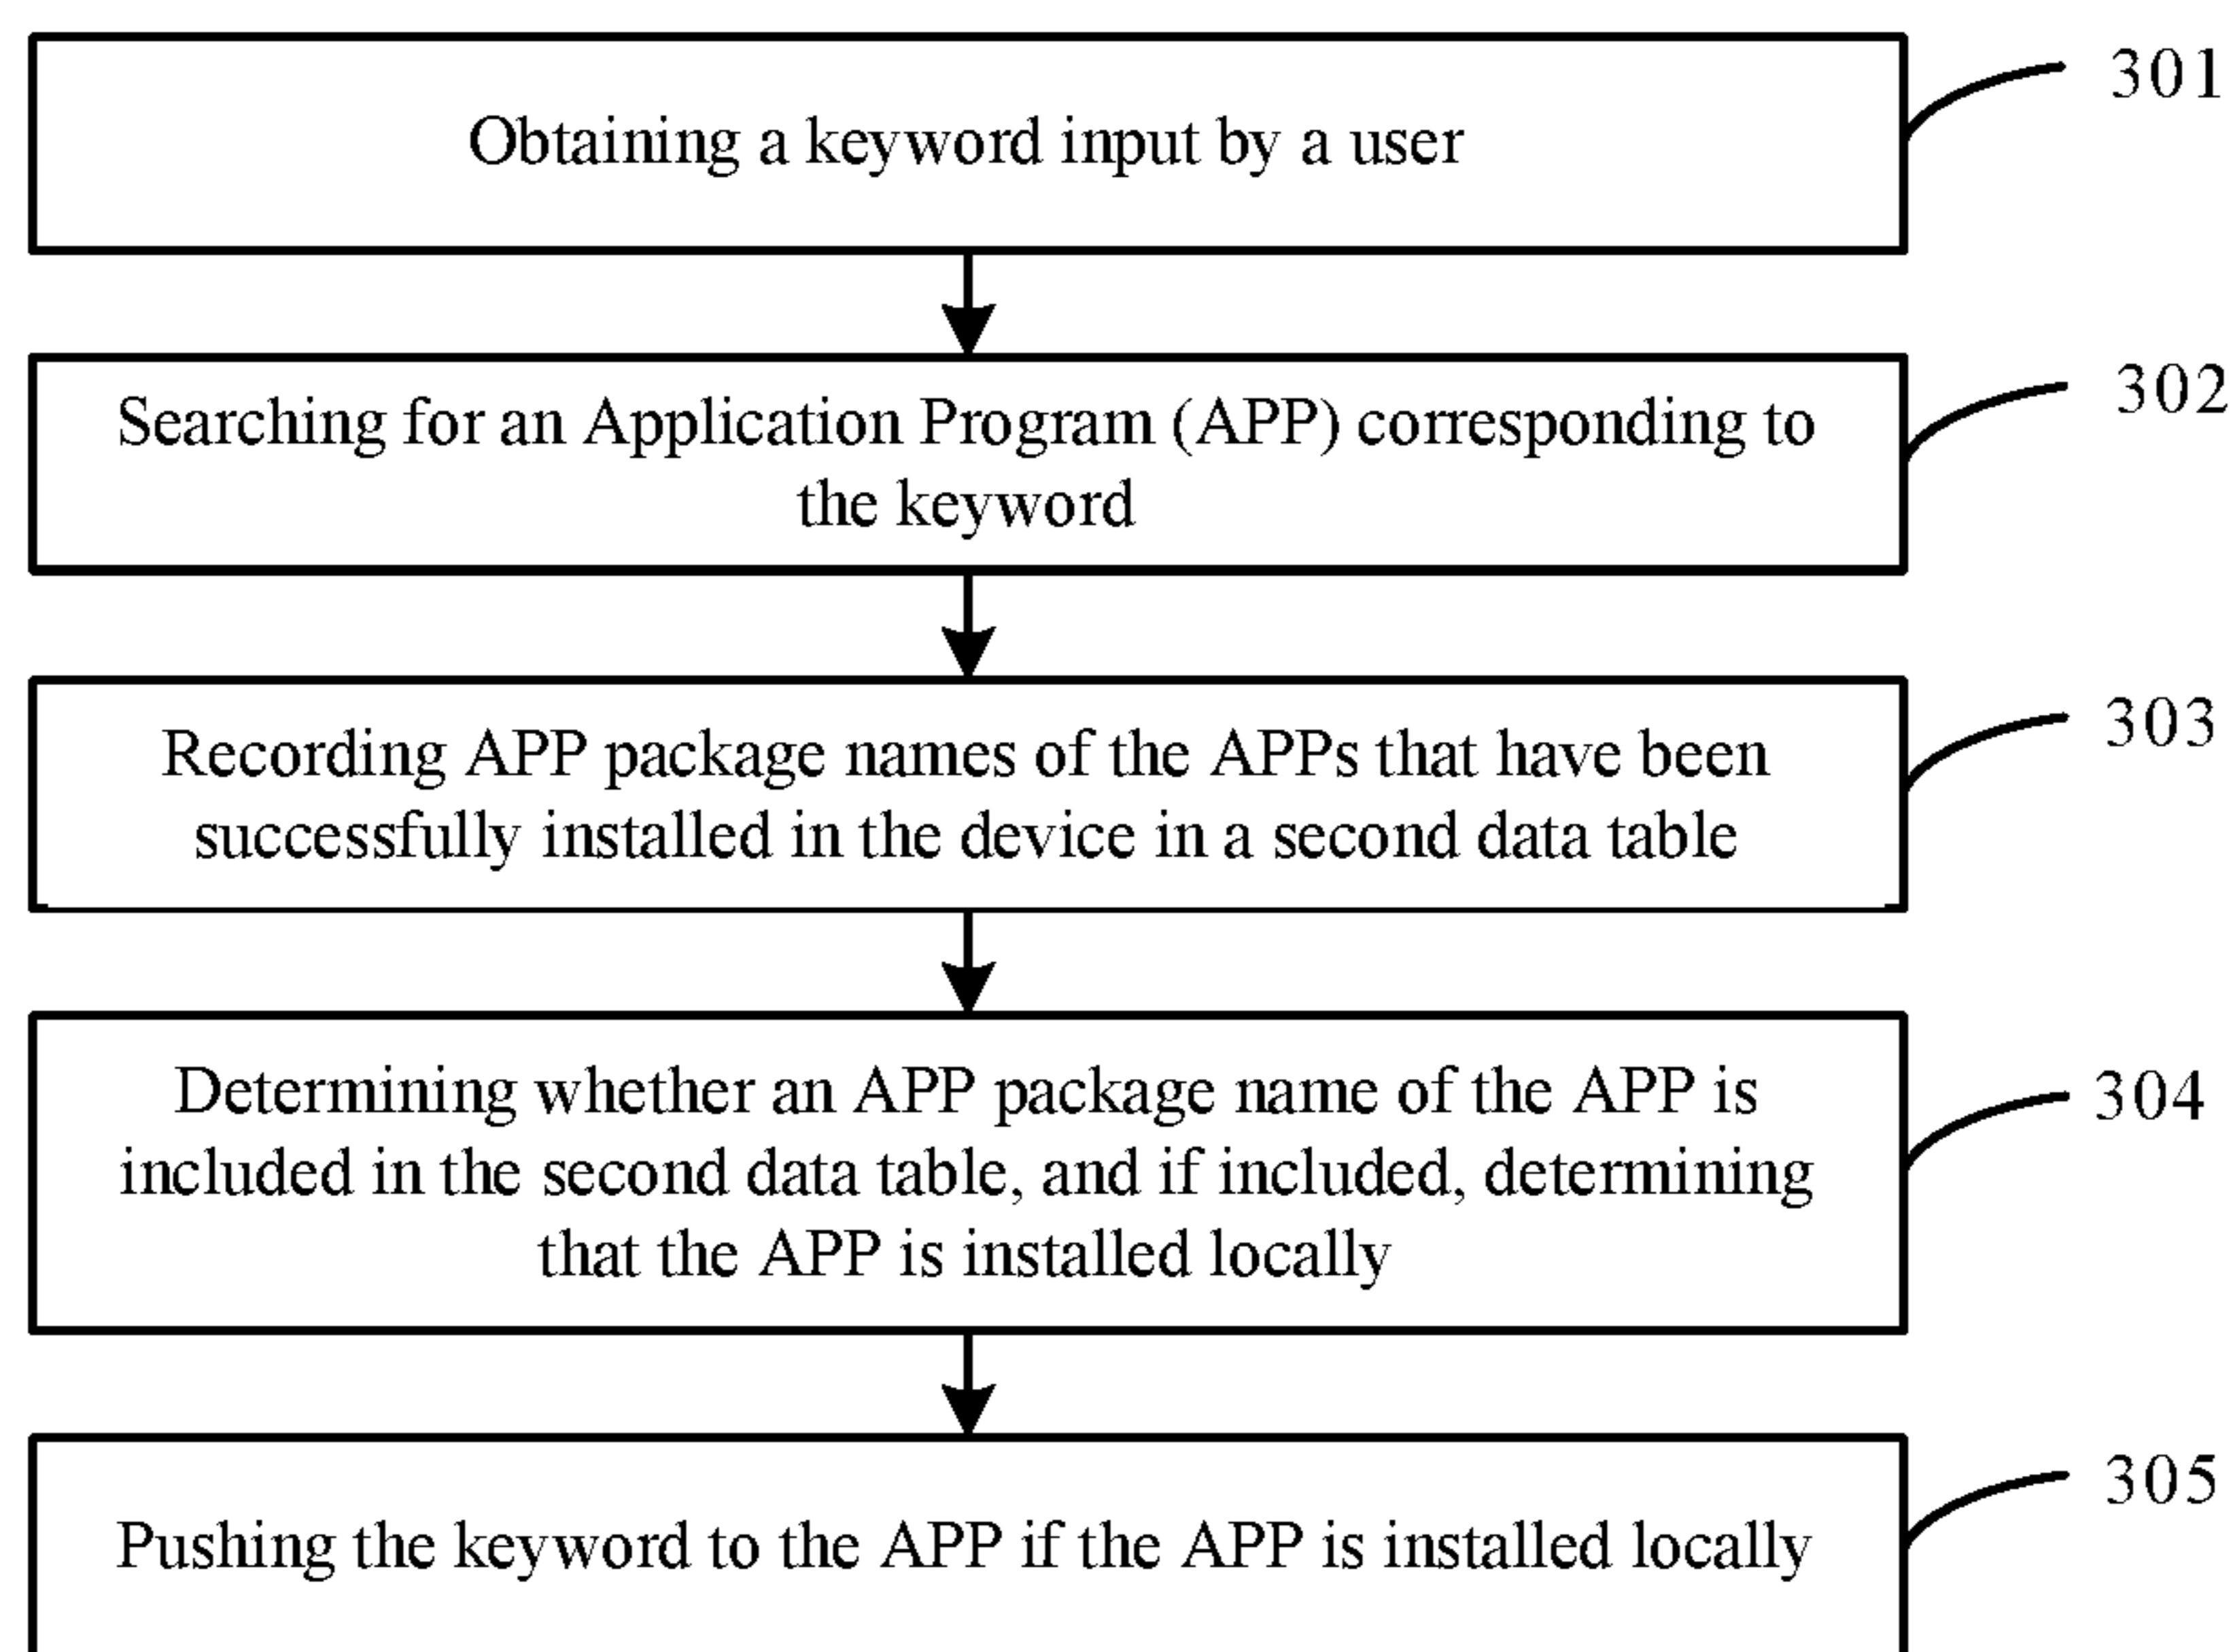 Obtaining a keyword input by a user
301
Searching for an Application Program (APP) corresponding to
the keyword
302
Recording APP package names of the APPs that have been
successfully installed in the device in a second data table
303
Determining whether an APP package name of the APP is
included in the second data table, and if included, determining
that the APP is installed locally
304
Pushing the keyword to the APP if the APP is installed locally
305